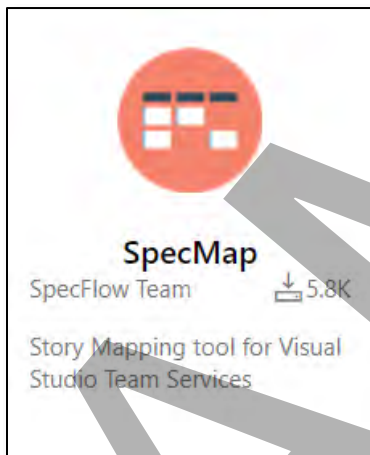 SpecMap
SpecFlow Team 5.8K
Story Mapping tool for Visual
Studio Team Services